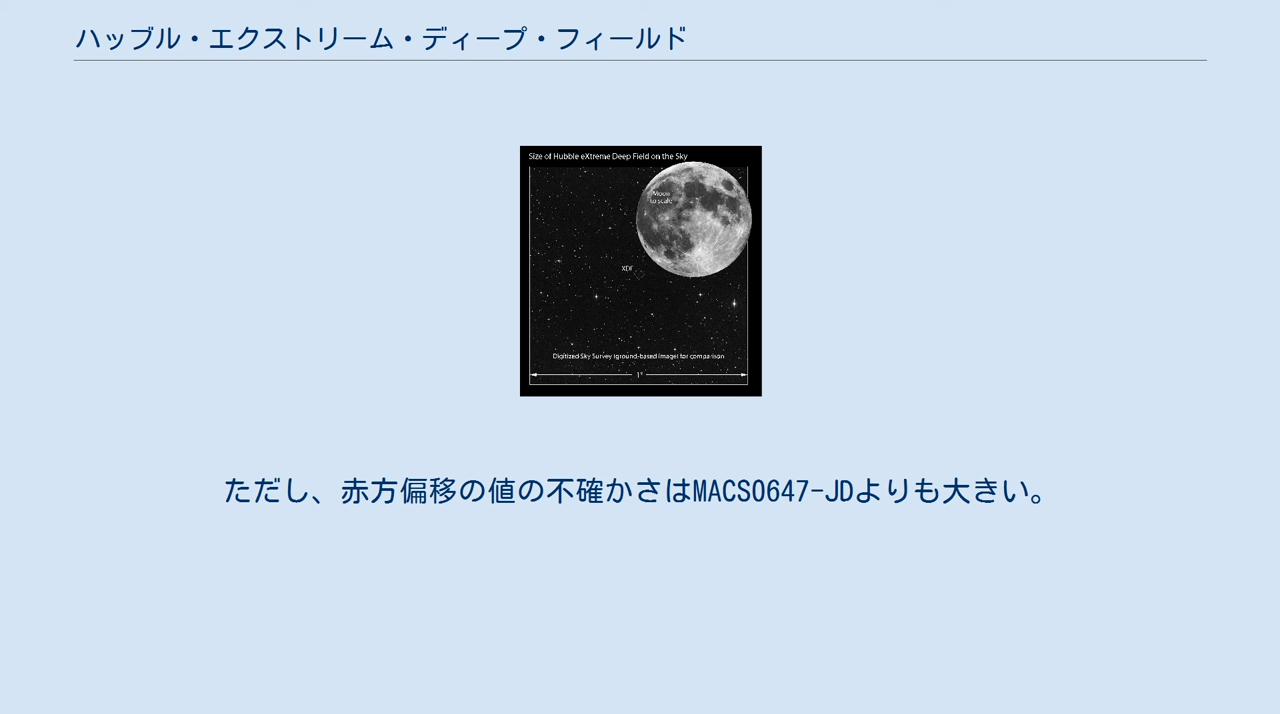 ハッブル・エクストリーム・ディープ・フィールド
Size of Hubble eXtreme Deep Field on the Sky
Moon
to scale
XDF
Digitized Sky Survey (ground-based image) for comparison
1°
ただし、赤方偏移の値の不確かさはMACS0647-JDよりも大きい。